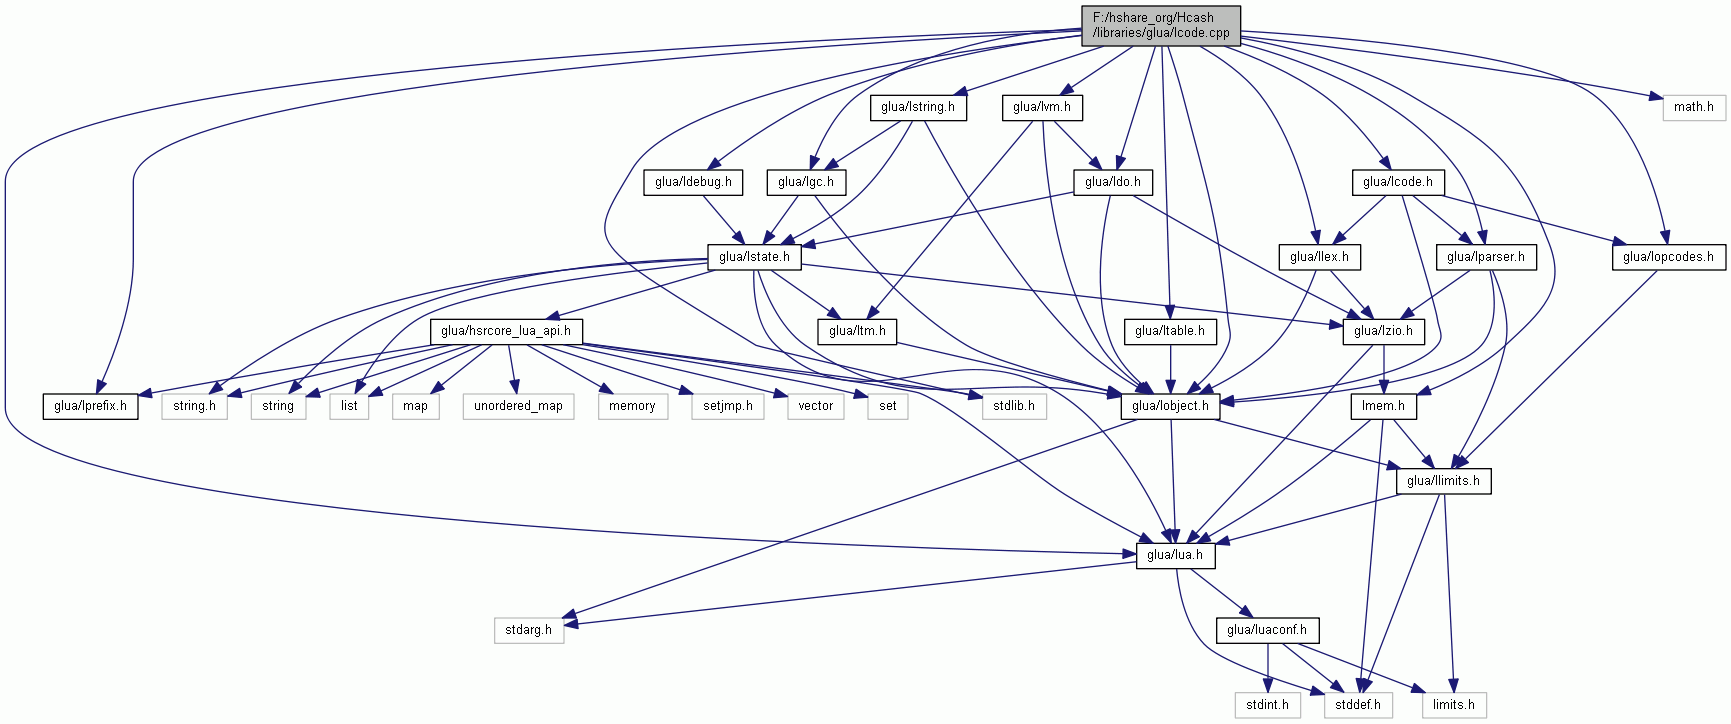 F:/hshare_org/Hcash
/libraries/glua/lcode.cpp
glua/lstring.h
glua/lvm.h
math.h
glua/ldebug.h
glua/lgc.h
glua/ldo.h
glua/lcode.h
glua/lstate.h
glua/llex.h
glua/lparser.h
glua/lopcodes.h
glua/hsrcore_lua_api.h
glua/ltm.h
glua/ltable.h
glua/lzio.h
glua/lprefix.h
string.h
string
list
map
unordered_map
memory
setjmp.h
vector
set
stdlib.h
glua/lobject.h
lmem.h
glua/llimits.h
glua/lua.h
stdarg.h
glua/luaconf.h
stdint.h
stddef.h
limits.h